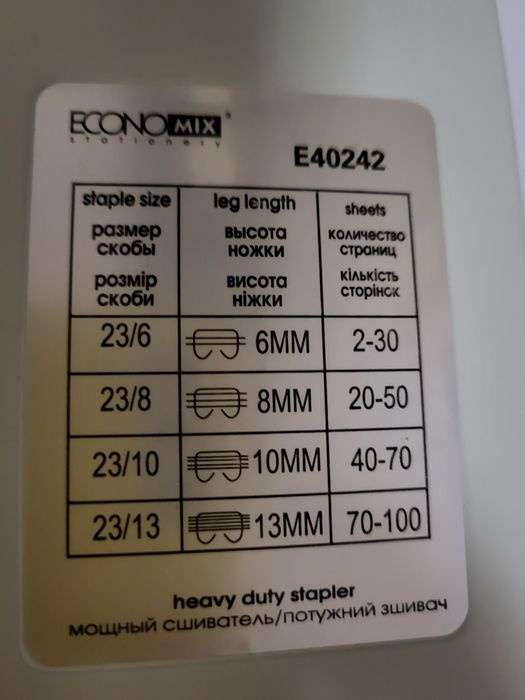 ECONOMIX®
stationery
E40242
staple size leg length sheets
размер скобы высота ножки количество страниц
розмір скоби висота ніжки кількість сторінок
23/6 6MM 2-30
23/8 8MM 20-50
23/10 10MM 40-70
23/13 13MM 70-100
heavy duty stapler
мощный сшиватель/потужний зшивач